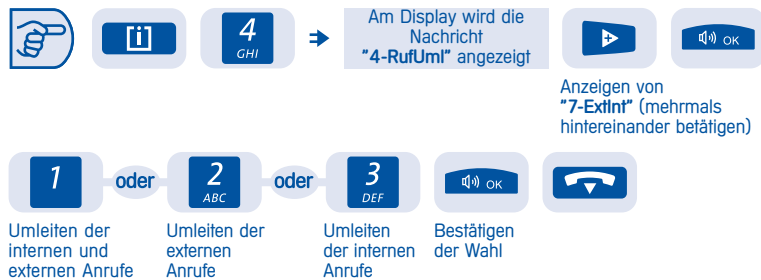 [i]
4
GHI
Am Display wird die
Nachricht
"4-RufUml" angezeigt
OK
Anzeigen von
"7-ExtInt" (mehrmals
hintereinander betätigen)
1
oder
2
ABC
oder
3
DEF
OK
Umleiten der
internen und
externen Anrufe
Umleiten der
externen
Anrufe
Umleiten
der internen
Anrufe
Bestätigen
der Wahl